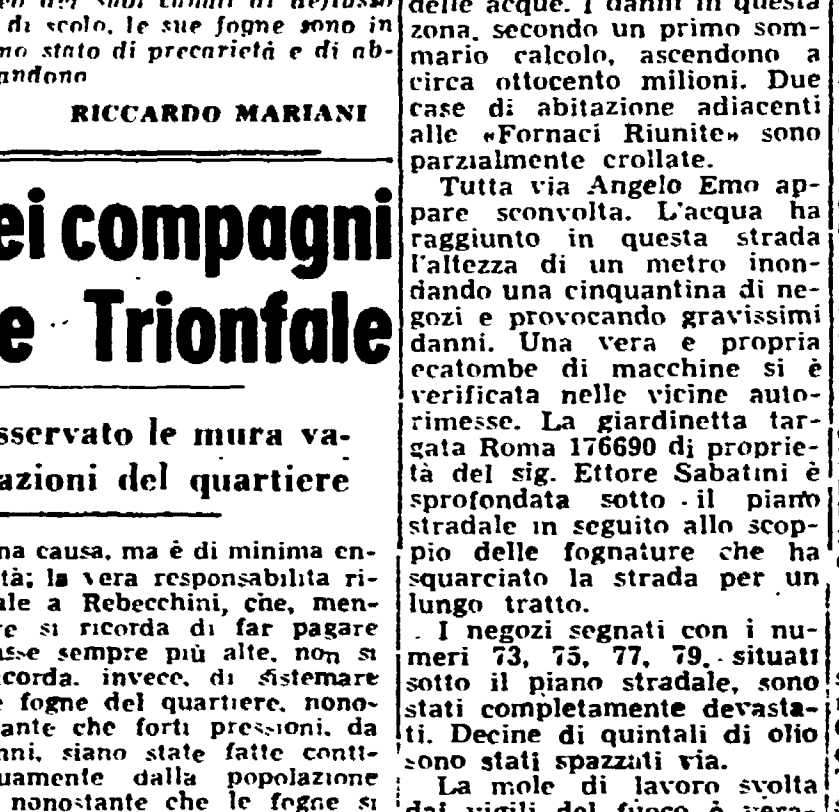 di scolo, le sue fogne sono in
no stato di precarietà e di ab-
andono
RICCARDO MARIANI
ei compagni
e Trionfale
sservato le mura va-
azioni del quartiere
na causa, ma è di minima en-
tà; la vera responsabilità ri-
ale a Rebecchini, che, men-
re si ricorda di far pagare
asse sempre più alte, non si
icorda, invece, di sistemare
e fogne del quartiere, nono-
ante che forti pressioni, da
nni, siano state fatte conti-
uamente dalla popolazione
nonostante che le fogne si
delle acque. I danni in questa
zona, secondo un primo som-
mario calcolo, ascendono a
circa ottocento milioni. Due
case di abitazione adiacenti
alle «Fornaci Riunite» sono
parzialmente crollate.
Tutta via Angelo Emo ap-
pare sconvolta. L'acqua ha
raggiunto in questa strada
l'altezza di un metro inon-
dando una cinquantina di ne-
gozi e provocando gravissimi
danni. Una vera e propria
ecatombe di macchine si è
verificata nelle vicine auto-
rimesse. La giardinetta tar-
gata Roma 176690 di proprie-
tà del sig. Ettore Sabatini è
sprofondata sotto il piano
stradale in seguito allo scop-
pio delle fognature che ha
squarciato la strada per un
lungo tratto.
I negozi segnati con i nu-
meri 73, 75, 77, 79, situati
sotto il piano stradale, sono
stati completamente devasta-
ti. Decine di quintali di olio
sono stati spazzati via.
La mole di lavoro svolta
dai vigili del fuoco è vera-